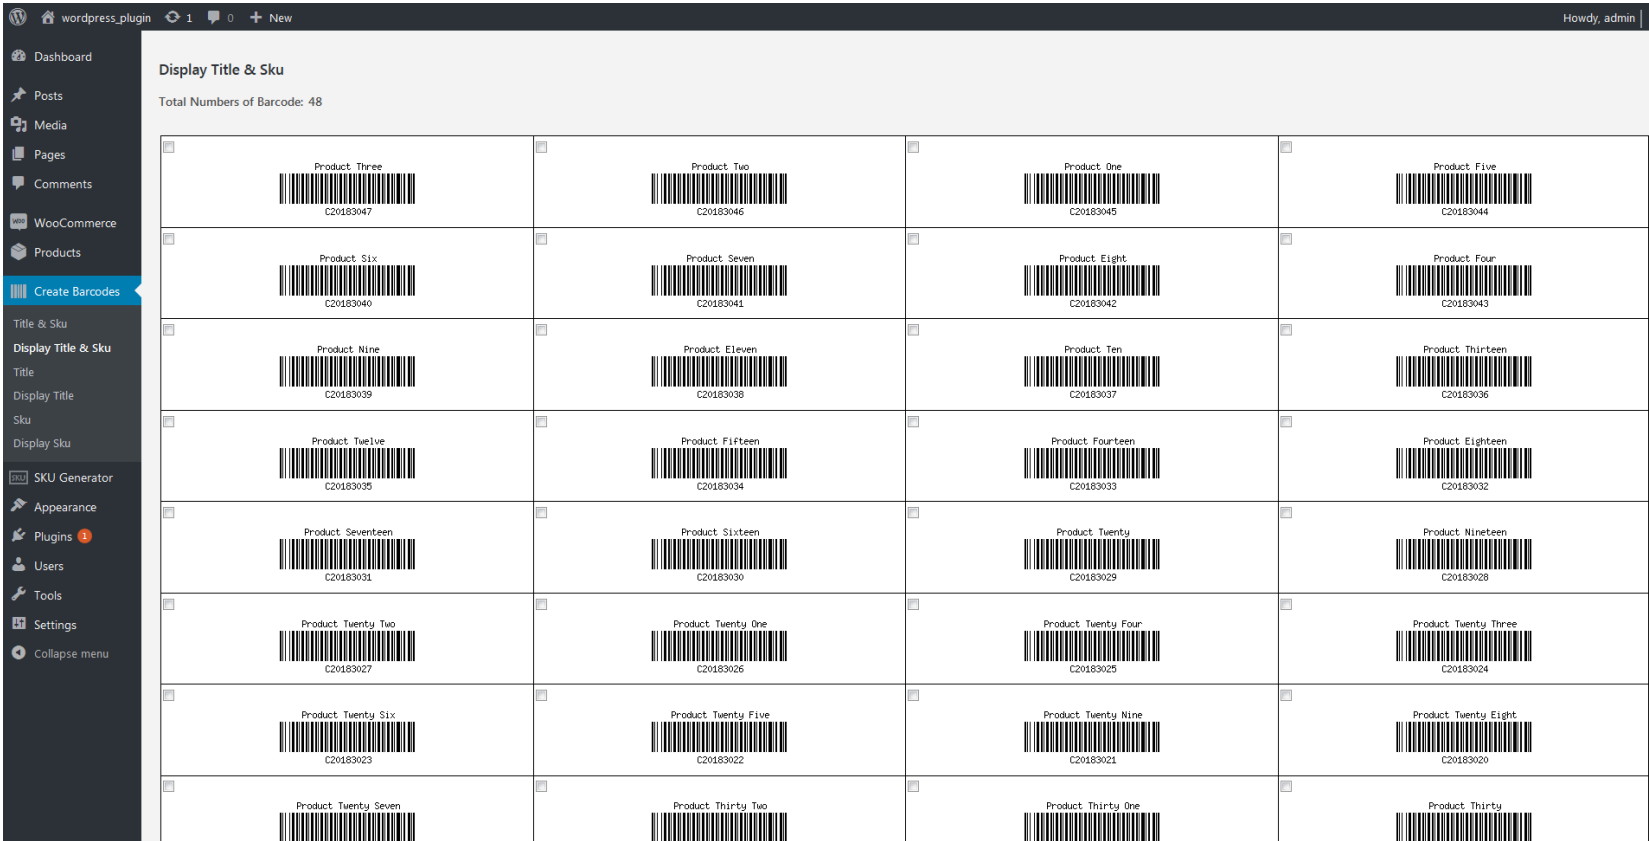 wordpress_plugin 1 0 + New Howdy, admin
Dashboard
Posts
Media
Pages
Comments
WooCommerce
Products
Create Barcodes
Title & Sku
Display Title & Sku
Title
Display Title
Sku
Display Sku
SKU SKU Generator
Appearance
Plugins 1
Users
Tools
Settings
Collapse menu
Display Title & Sku
Total Numbers of Barcode: 48
Product Three Product Two Product One Product Five
C20183047 C20183046 C20183045 C20183044
Product Six Product Seven Product Eight Product Four
C20183040 C20183041 C20183042 C20183043
Product Nine Product Eleven Product Ten Product Thirteen
C20183039 C20183038 C20183037 C20183036
Product Twelve Product Fifteen Product Fourteen Product Eighteen
C20183035 C20183034 C20183033 C20183032
Product Seventeen Product Sixteen Product Twenty Product Nineteen
C20183031 C20183030 C20183029 C20183028
Product Twenty Two Product Twenty One Product Twenty Four Product Twenty Three
C20183027 C20183026 C20183025 C20183024
Product Twenty Six Product Twenty Five Product Twenty Nine Product Twenty Eight
C20183023 C20183022 C20183021 C20183020
Product Twenty Seven Product Thirty Two Product Thirty One Product Thirty